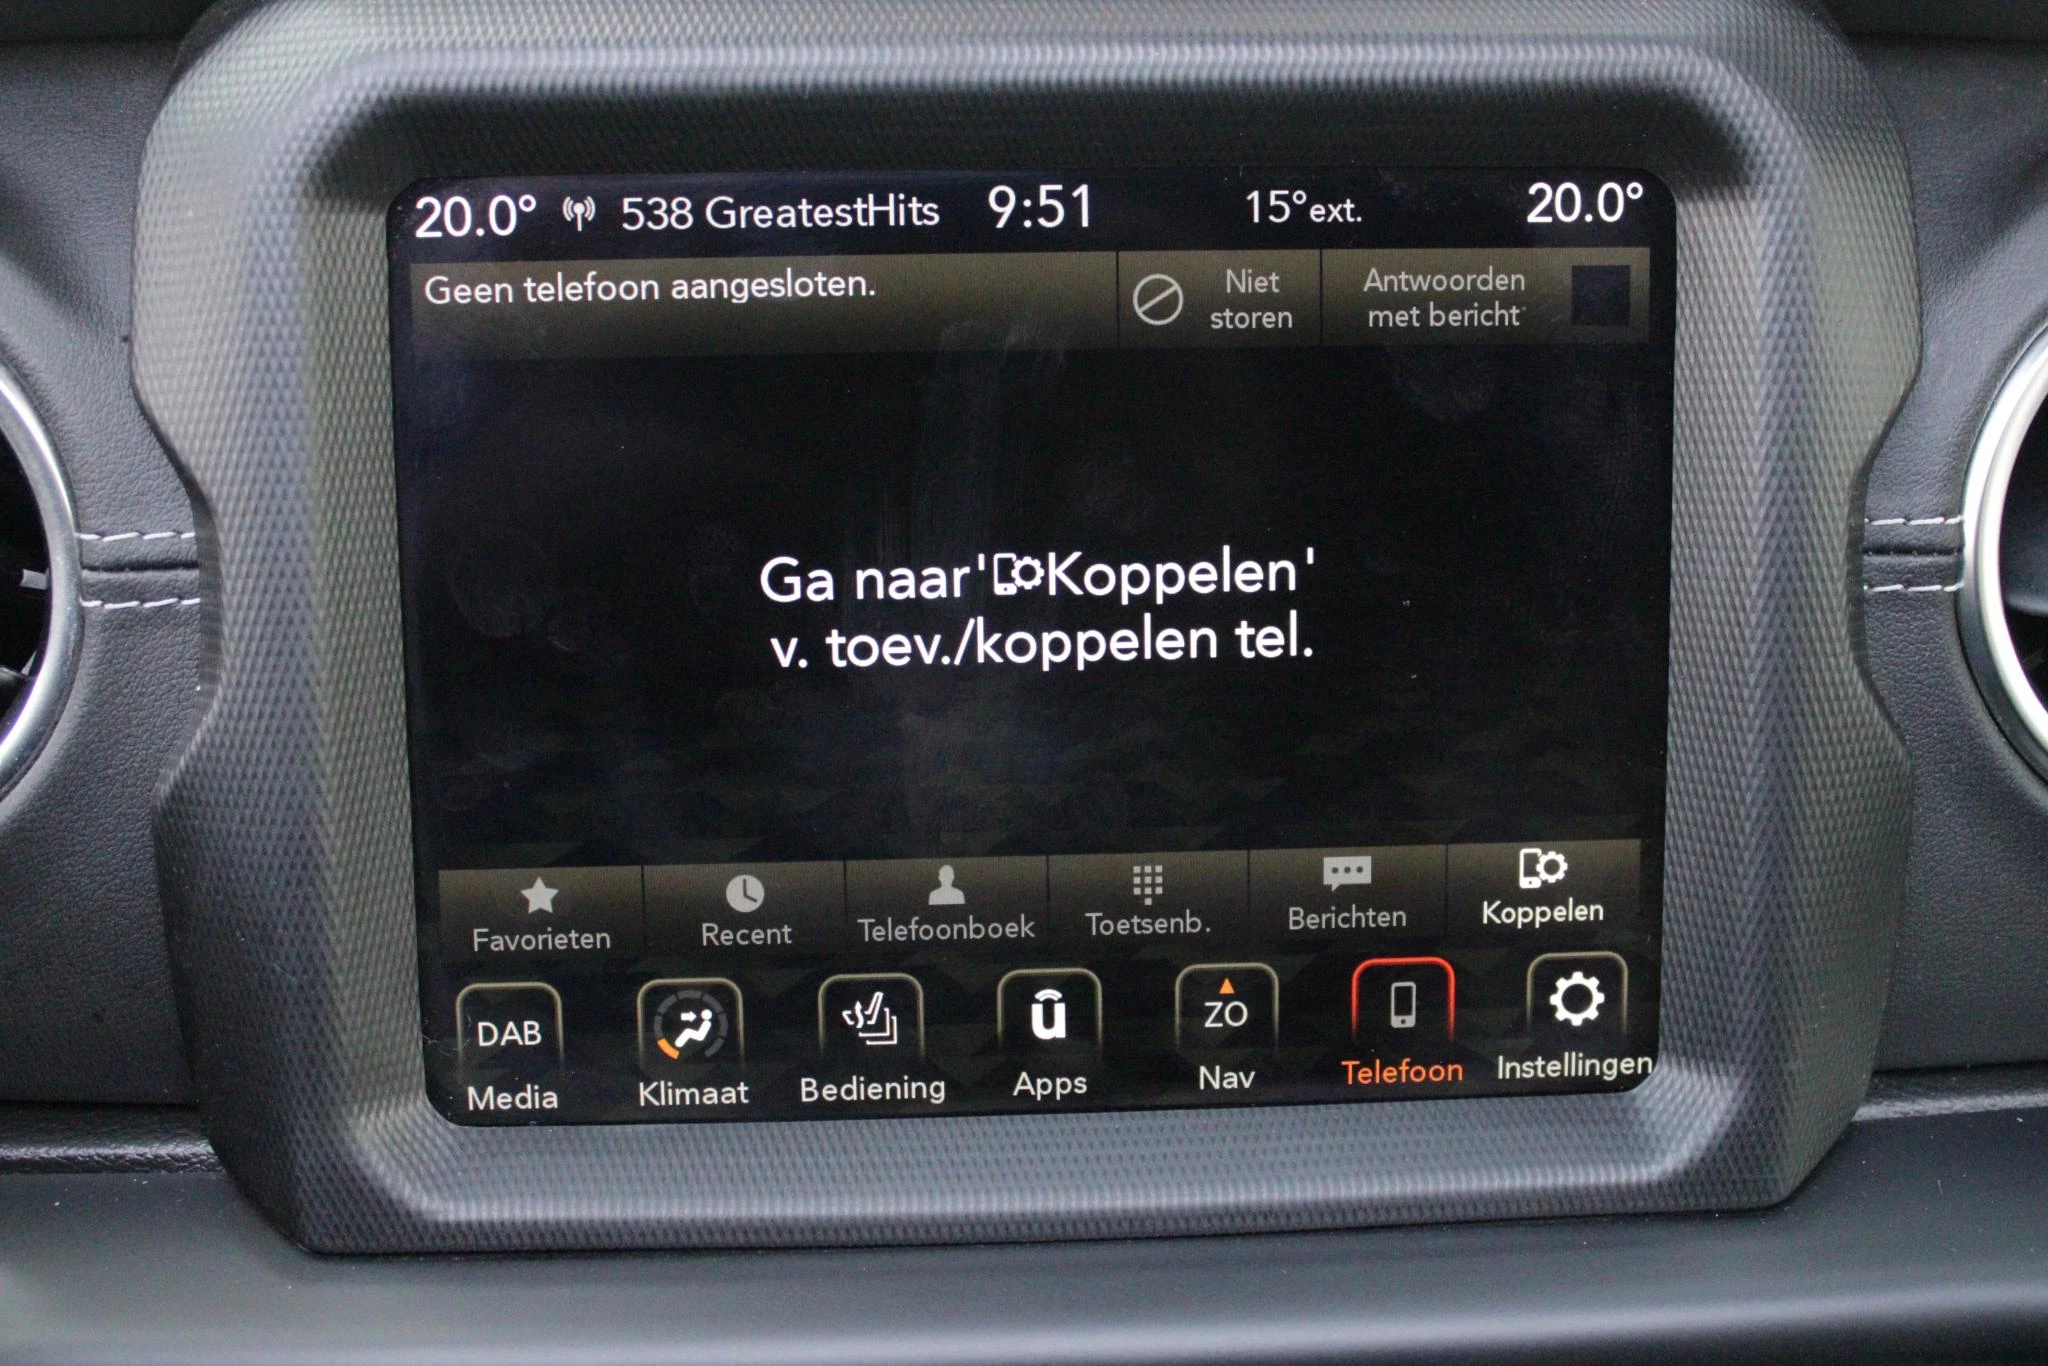 20.0° 538 GreatestHits 9:51 15°ext. 20.0°
Geen telefoon aangesloten.
Niet
storen
Antwoorden
met bericht
Ga naar'Koppelen'
v. toev./koppelen tel.
Favorieten Recent Telefoonboek Toetsenb. Berichten Koppelen
DAB ū ZO
Media Klimaat Bediening Apps Nav Telefoon Instellingen